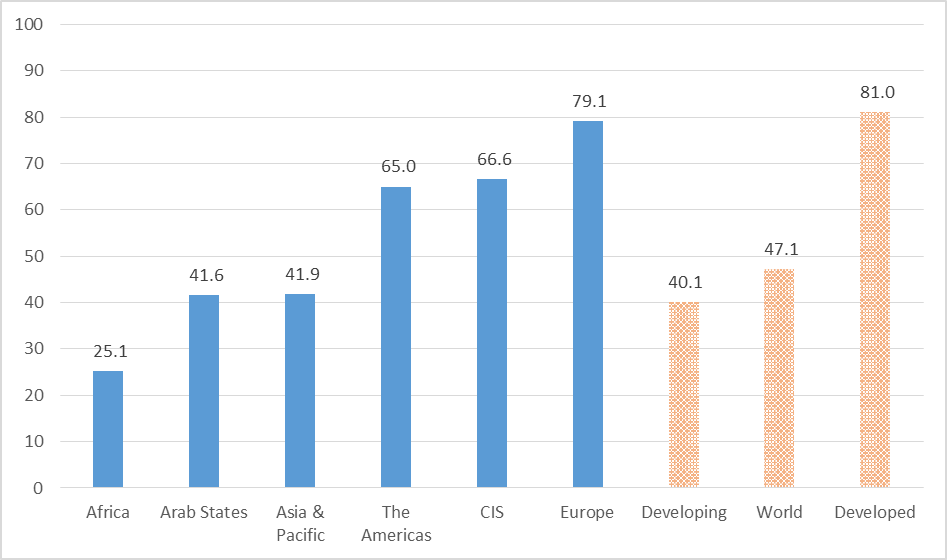 100
90
80
70
60
50
40
30
20
10
0
25.1
41.6
41.9
65.0
66.6
79.1
40.1
47.1
81.0
Africa
Arab States
Asia &
Pacific
The
Americas
CIS
Europe
Developing
World
Developed